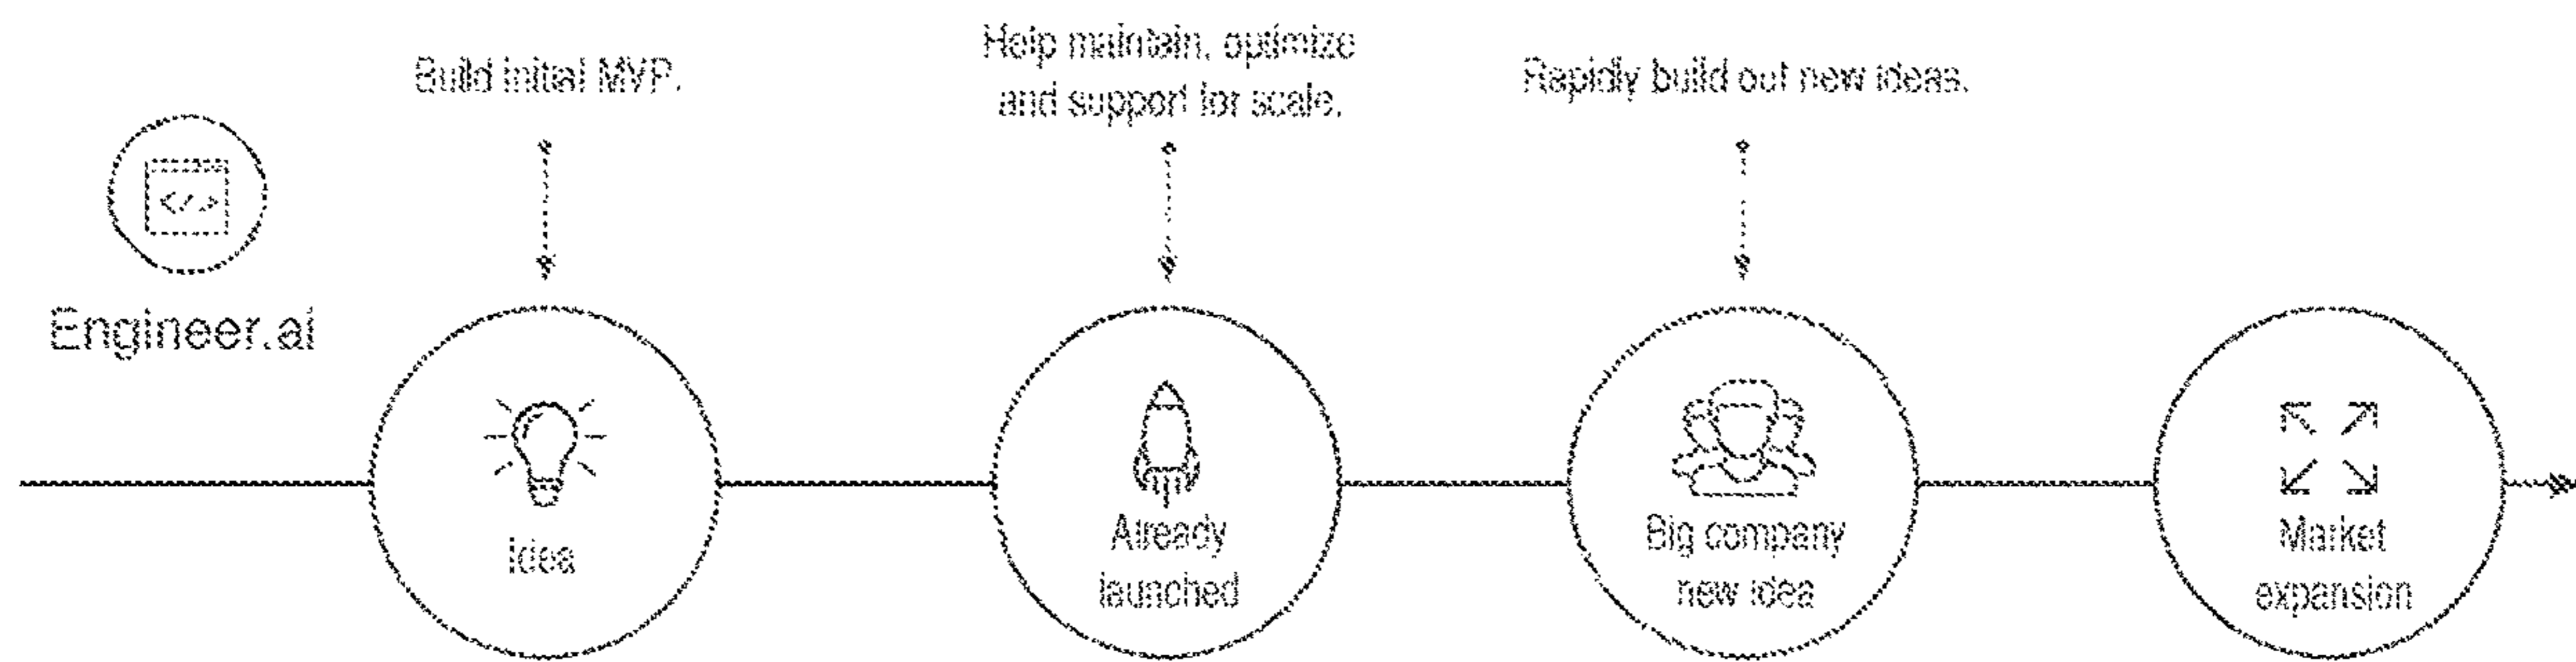 Build initial MVP.
Help maintain, optimize
and support for scale.
Rapidly build out new ideas.
</>
Engineer.ai
Idea
Already
launched
Big company
new idea
Market
expansion